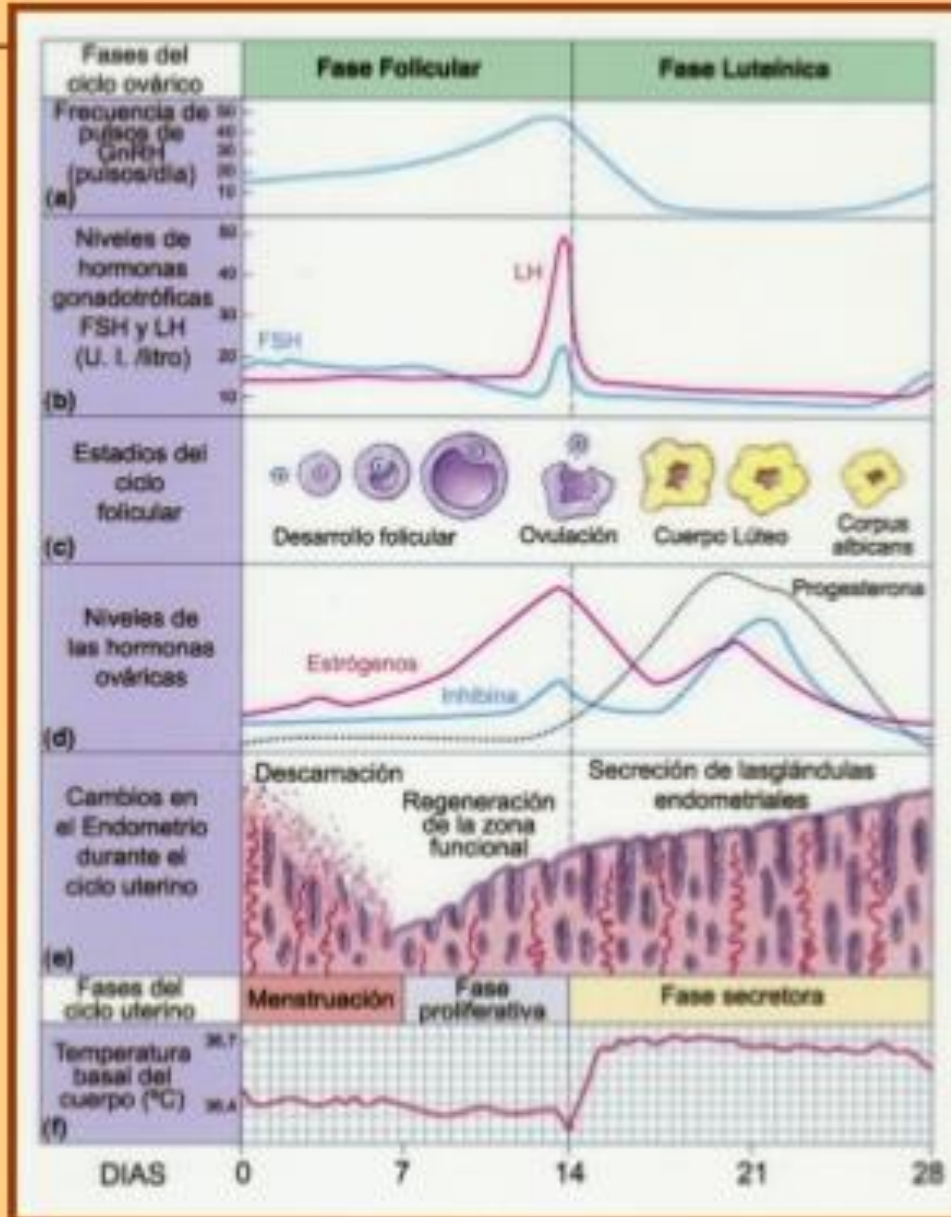 Fases del
ciclo ovárico
Fase Folicular
Fase Luteínica
Frecuencia de
pulsos de
GnRH
(pulsos/día)
(a)
50
40
30
20
10
Niveles de
hormonas
gonadotróficas
FSH y LH
(U. I. /litro)
(b)
50
40
30
20
10
LH
FSH
Estadios del
ciclo
folicular
(c)
Desarrollo folicular
Ovulación
Cuerpo Lúteo
Corpus
albicans
Niveles de
las hormonas
ováricas
(d)
Estrógenos
Inhibina
Progesterona
Cambios en
el Endometrio
durante el
ciclo uterino
(e)
Descamación
Regeneración
de la zona
funcional
Secreción de lasglándulas
endometriales
Fases del
ciclo uterino
Menstruación
Fase
proliferativa
Fase secretora
Temperatura
basal del
cuerpo (ºC)
(f)
36,7
36,4
DIAS
0
7
14
21
28